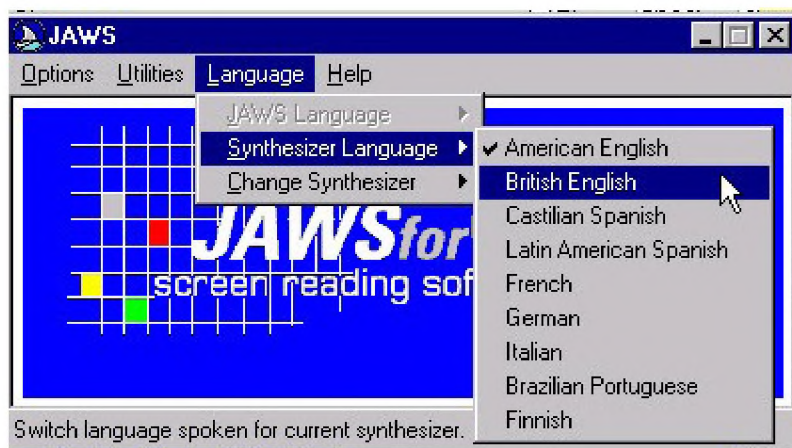 JAWS
Options Utilities Language Help
JAWS Language
Synthesizer Language
Change Synthesizer
American English
British English
Castilian Spanish
Latin American Spanish
French
German
Italian
Brazilian Portuguese
Finnish
JAWS for
screen reading sof
Switch language spoken for current synthesizer.